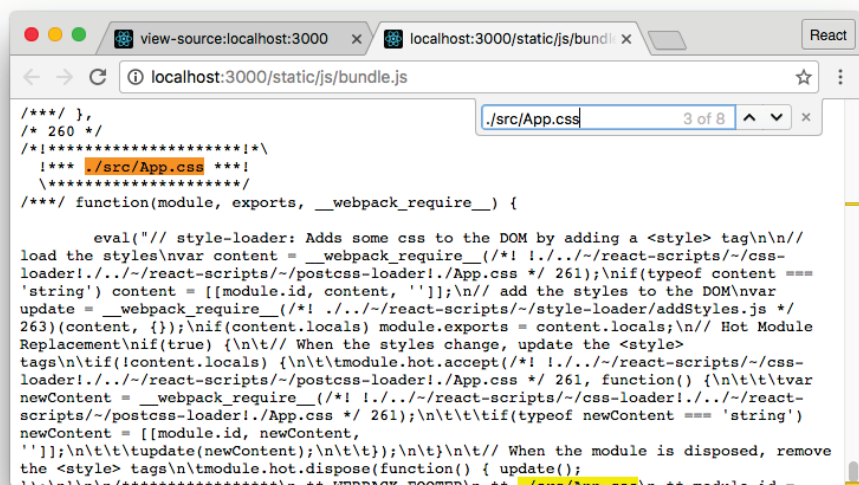 view-source:localhost:3000
localhost:3000/static/js/bundl
React
localhost:3000/static/js/bundle.js
./src/App.css 3 of 8
/***/ },
/* 260 */
/*!*********************!*\
  !*** ./src/App.css ***!
  \*********************/
/***/ function(module, exports, __webpack_require__) {
eval("// style-loader: Adds some css to the DOM by adding a <style> tag\n\n//
load the styles\nvar content = __webpack_require__(/*! !./../~/react-scripts/~/css-
loader!./../~/react-scripts/~/postcss-loader!./App.css */ 261);\nif(typeof content ===
'string') content = [[module.id, content, '']];\n// add the styles to the DOM\nvar
update = __webpack_require__(/*! ./../~/react-scripts/~/style-loader/addStyles.js */
263)(content, {});\nif(content.locals) module.exports = content.locals;\n// Hot Module
Replacement\nif(true) {\n\t// When the styles change, update the <style>
tags\n\tif(!content.locals) {\n\t\tmodule.hot.accept(/*! !./../~/react-scripts/~/css-
loader!./../~/react-scripts/~/postcss-loader!./App.css */ 261, function() {\n\t\t\tvar
newContent = __webpack_require__(/*! !./../~/react-scripts/~/css-loader!./../~/react-
scripts/~/postcss-loader!./App.css */ 261);\n\t\t\tif(typeof newContent === 'string')
newContent = [[module.id, newContent,
'']];\n\t\t\tupdate(newContent);\n\t\t});\n\t}\n\t// When the module is disposed, remove
the <style> tags\n\tmodule.hot.dispose(function() { update();
WEBPACK FOOTER\n ** ./src/App.css\n ** module id =